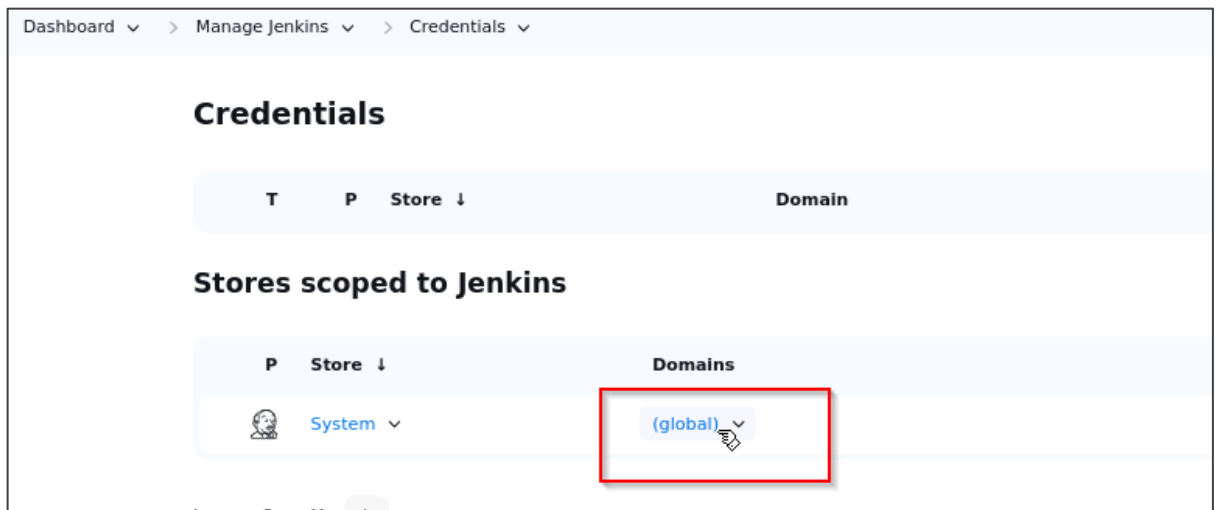 Dashboard > Manage Jenkins > Credentials
Credentials
T P Store ↓ Domain
Stores scoped to Jenkins
P Store ↓ Domains
System (global)